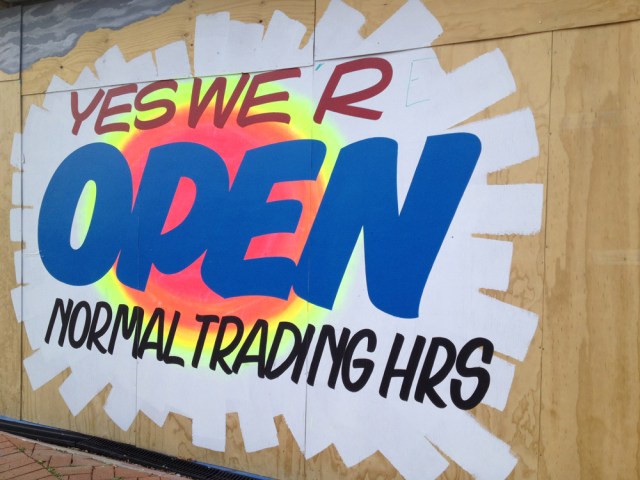 YES WE R E
OPEN
NORMAL TRADING HRS